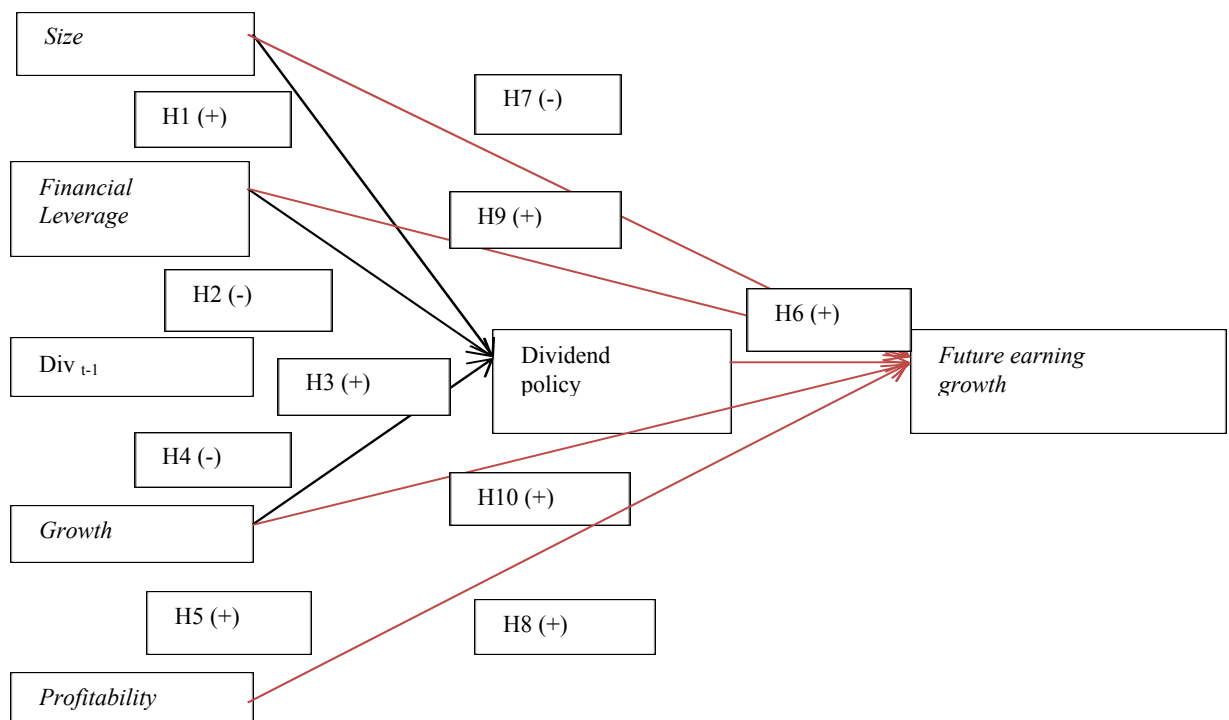 Size
H7 (-)
H1 (+)
Financial
Leverage
H9 (+)
H2 (-)
H6 (+)
Div t-1
H3 (+)
Dividend
policy
Future earning
growth
H4 (-)
H10 (+)
Growth
H5 (+)
H8 (+)
Profitability